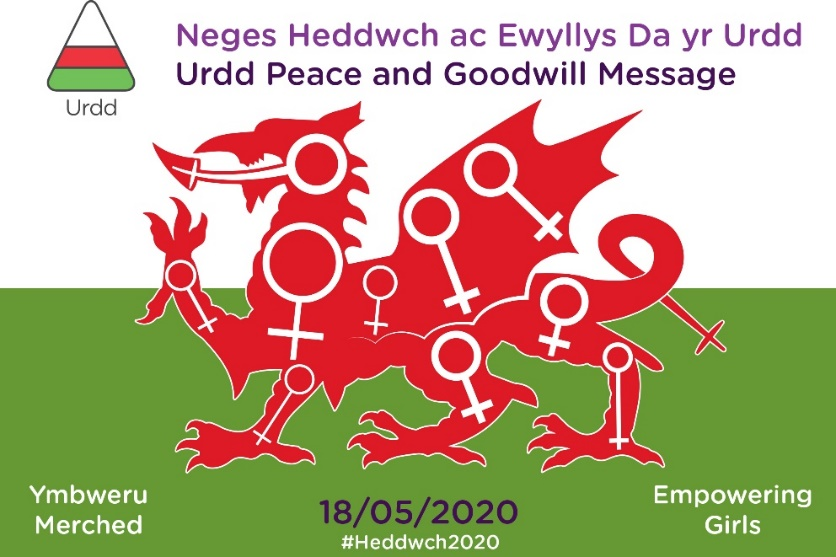 Neges Heddwch ac Ewyllys Da yr Urdd
Urdd Peace and Goodwill Message
Urdd
Ymbweru
Merched
18/05/2020
#Heddwch2020
Empowering
Girls